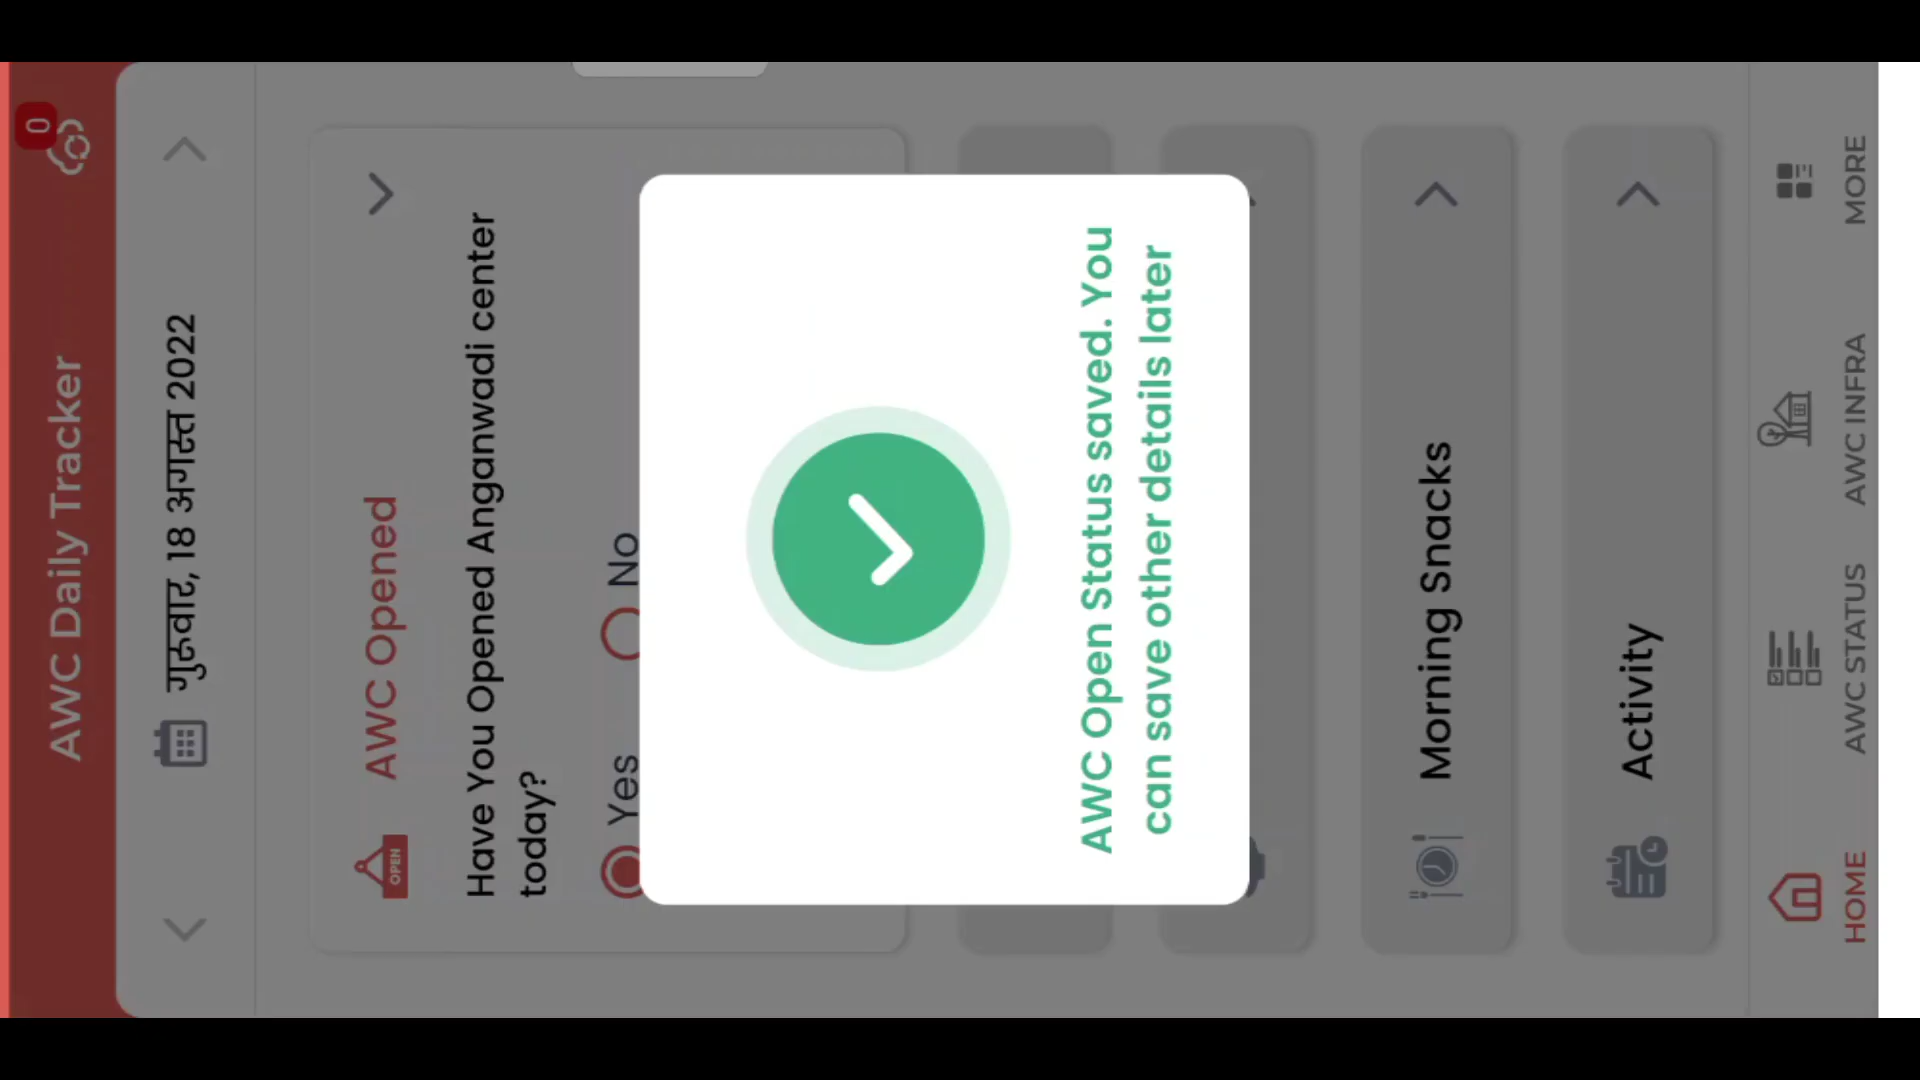 0
AWC Daily Tracker
गुरूवार, 18 अगस्त 2022
OPEN
AWC Opened
Have You Opened Anganwadi center
today?
Yes
No
AWC Open Status saved. You
can save other details later
Morning Snacks
Activity
HOME
AWC STATUS
AWC INFRA
MORE